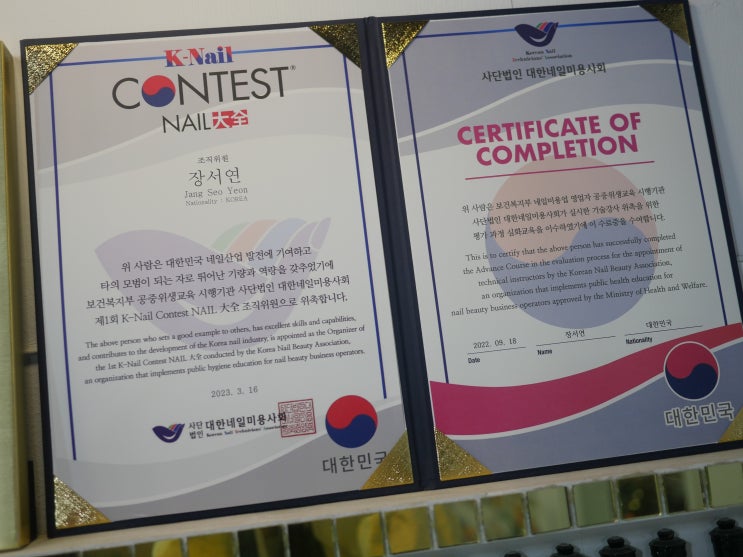 K-Nail
CONTEST®
NAIL大全
조직위원
장서연
Jang Seo Yeon
Nationality : KOREA
위 사람은 대한민국 네일산업 발전에 기여하고
타의 모범이 되는 자로 뛰어난 기량과 역량을 갖추었기에
보건복지부 공중위생교육 시행기관 사단법인 대한네일미용사회
제1회 K-Nail Contest NAIL 大全 조직위원으로 위촉합니다.
The above person who sets a good example to others, has excellent skills and capabilities,
and contributes to the development of the Korea nail industry, is appointed as the Organizer of
the 1st K-Nail Contest NAIL 大全 conducted by the Korea Nail Beauty Association,
an organization that implements public hygiene education for nail beauty business operators.
2023. 3. 16
사단법인 대한네일미용사회
Korean Nail Technicians' Association
대한민국
Korean Nail
Technicians' Association
사단법인 대한네일미용사회
CERTIFICATE OF
COMPLETION
위 사람은 보건복지부 네일미용업 영업자 공중위생교육 시행기관
사단법인 대한네일미용사회가 실시한 기술강사 위촉을 위한
평가 과정 심화교육을 이수하였기에 이 수료증을 수여합니다.
This is to certify that the above person has successfully completed
the Advance Course in the evaluation process for the appointment of
technical instructors by the Korean Nail Beauty Association,
an organization that implements public health education for
nail beauty business operators approved by the Ministry of Health and Welfare.
2022. 09. 18 장서연 대한민국
Date Name Nationality
대한민국